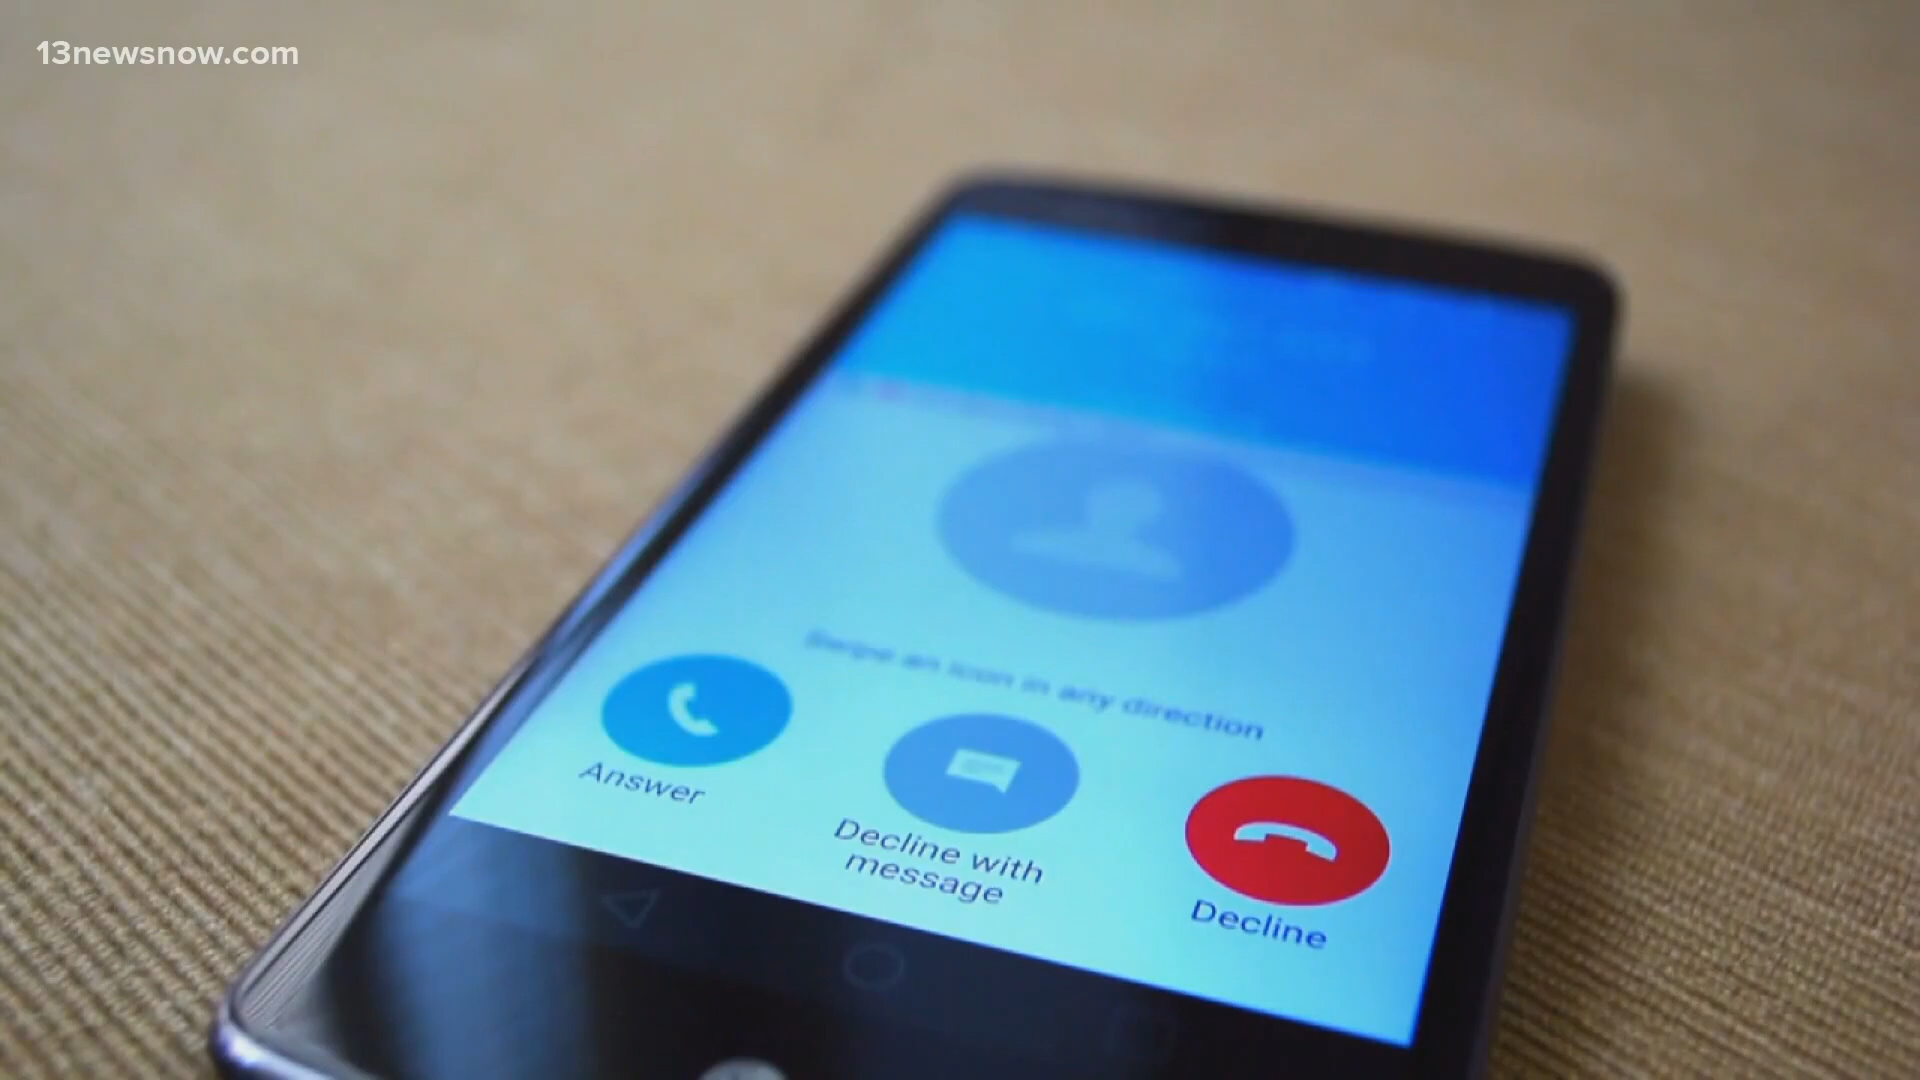 13newsnow.com
Swipe an icon in any direction
Answer
Decline with
message
Decline